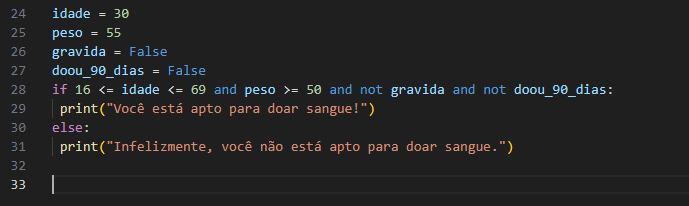 24 idade = 30
25 peso = 55
26 gravida = False
27 doou_90_dias = False
28 if 16 <= idade <= 69 and peso >= 50 and not gravida and not doou_90_dias:
29  print("Você está apto para doar sangue!")
30 else:
31  print("Infelizmente, você não está apto para doar sangue.")
32
33